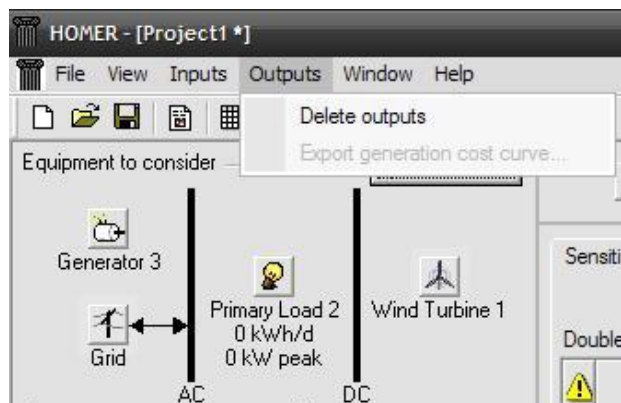 HOMER - [Project1 *]
File View Inputs Outputs Window Help
Delete outputs
Export generation cost curve...
Equipment to consider
Generator 3
Primary Load 2
0 kWh/d
0 kW peak
Wind Turbine 1
Grid
AC
DC
Sensiti
Double